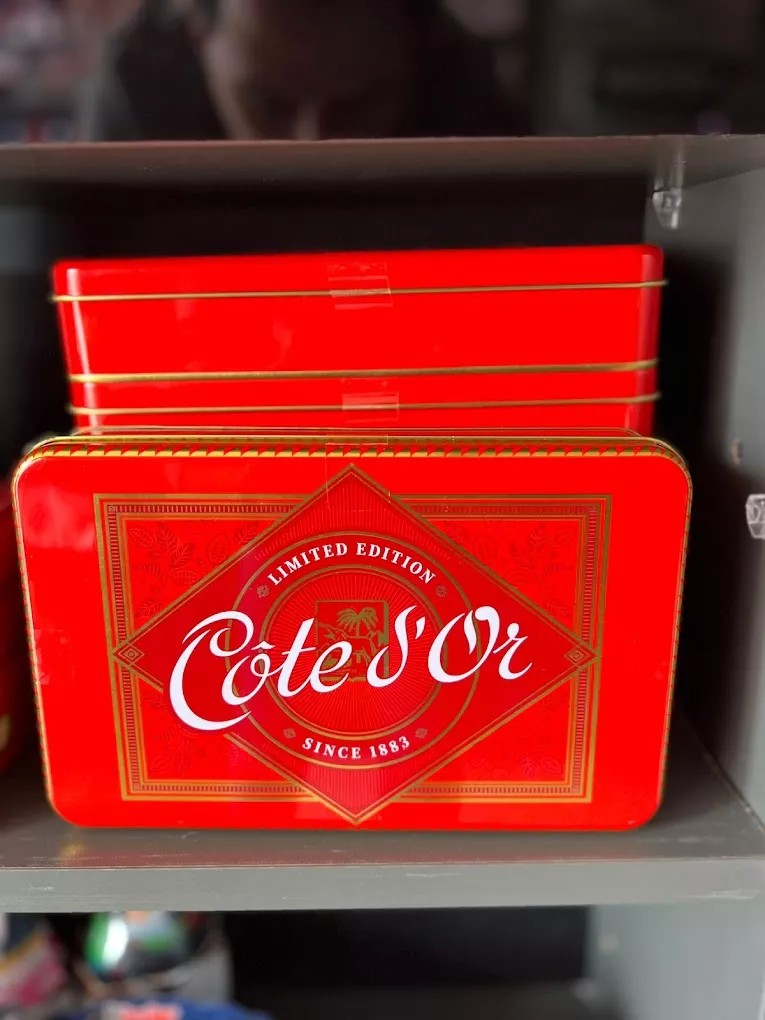 LIMITED EDITION
Côte d'Or
SINCE 1883